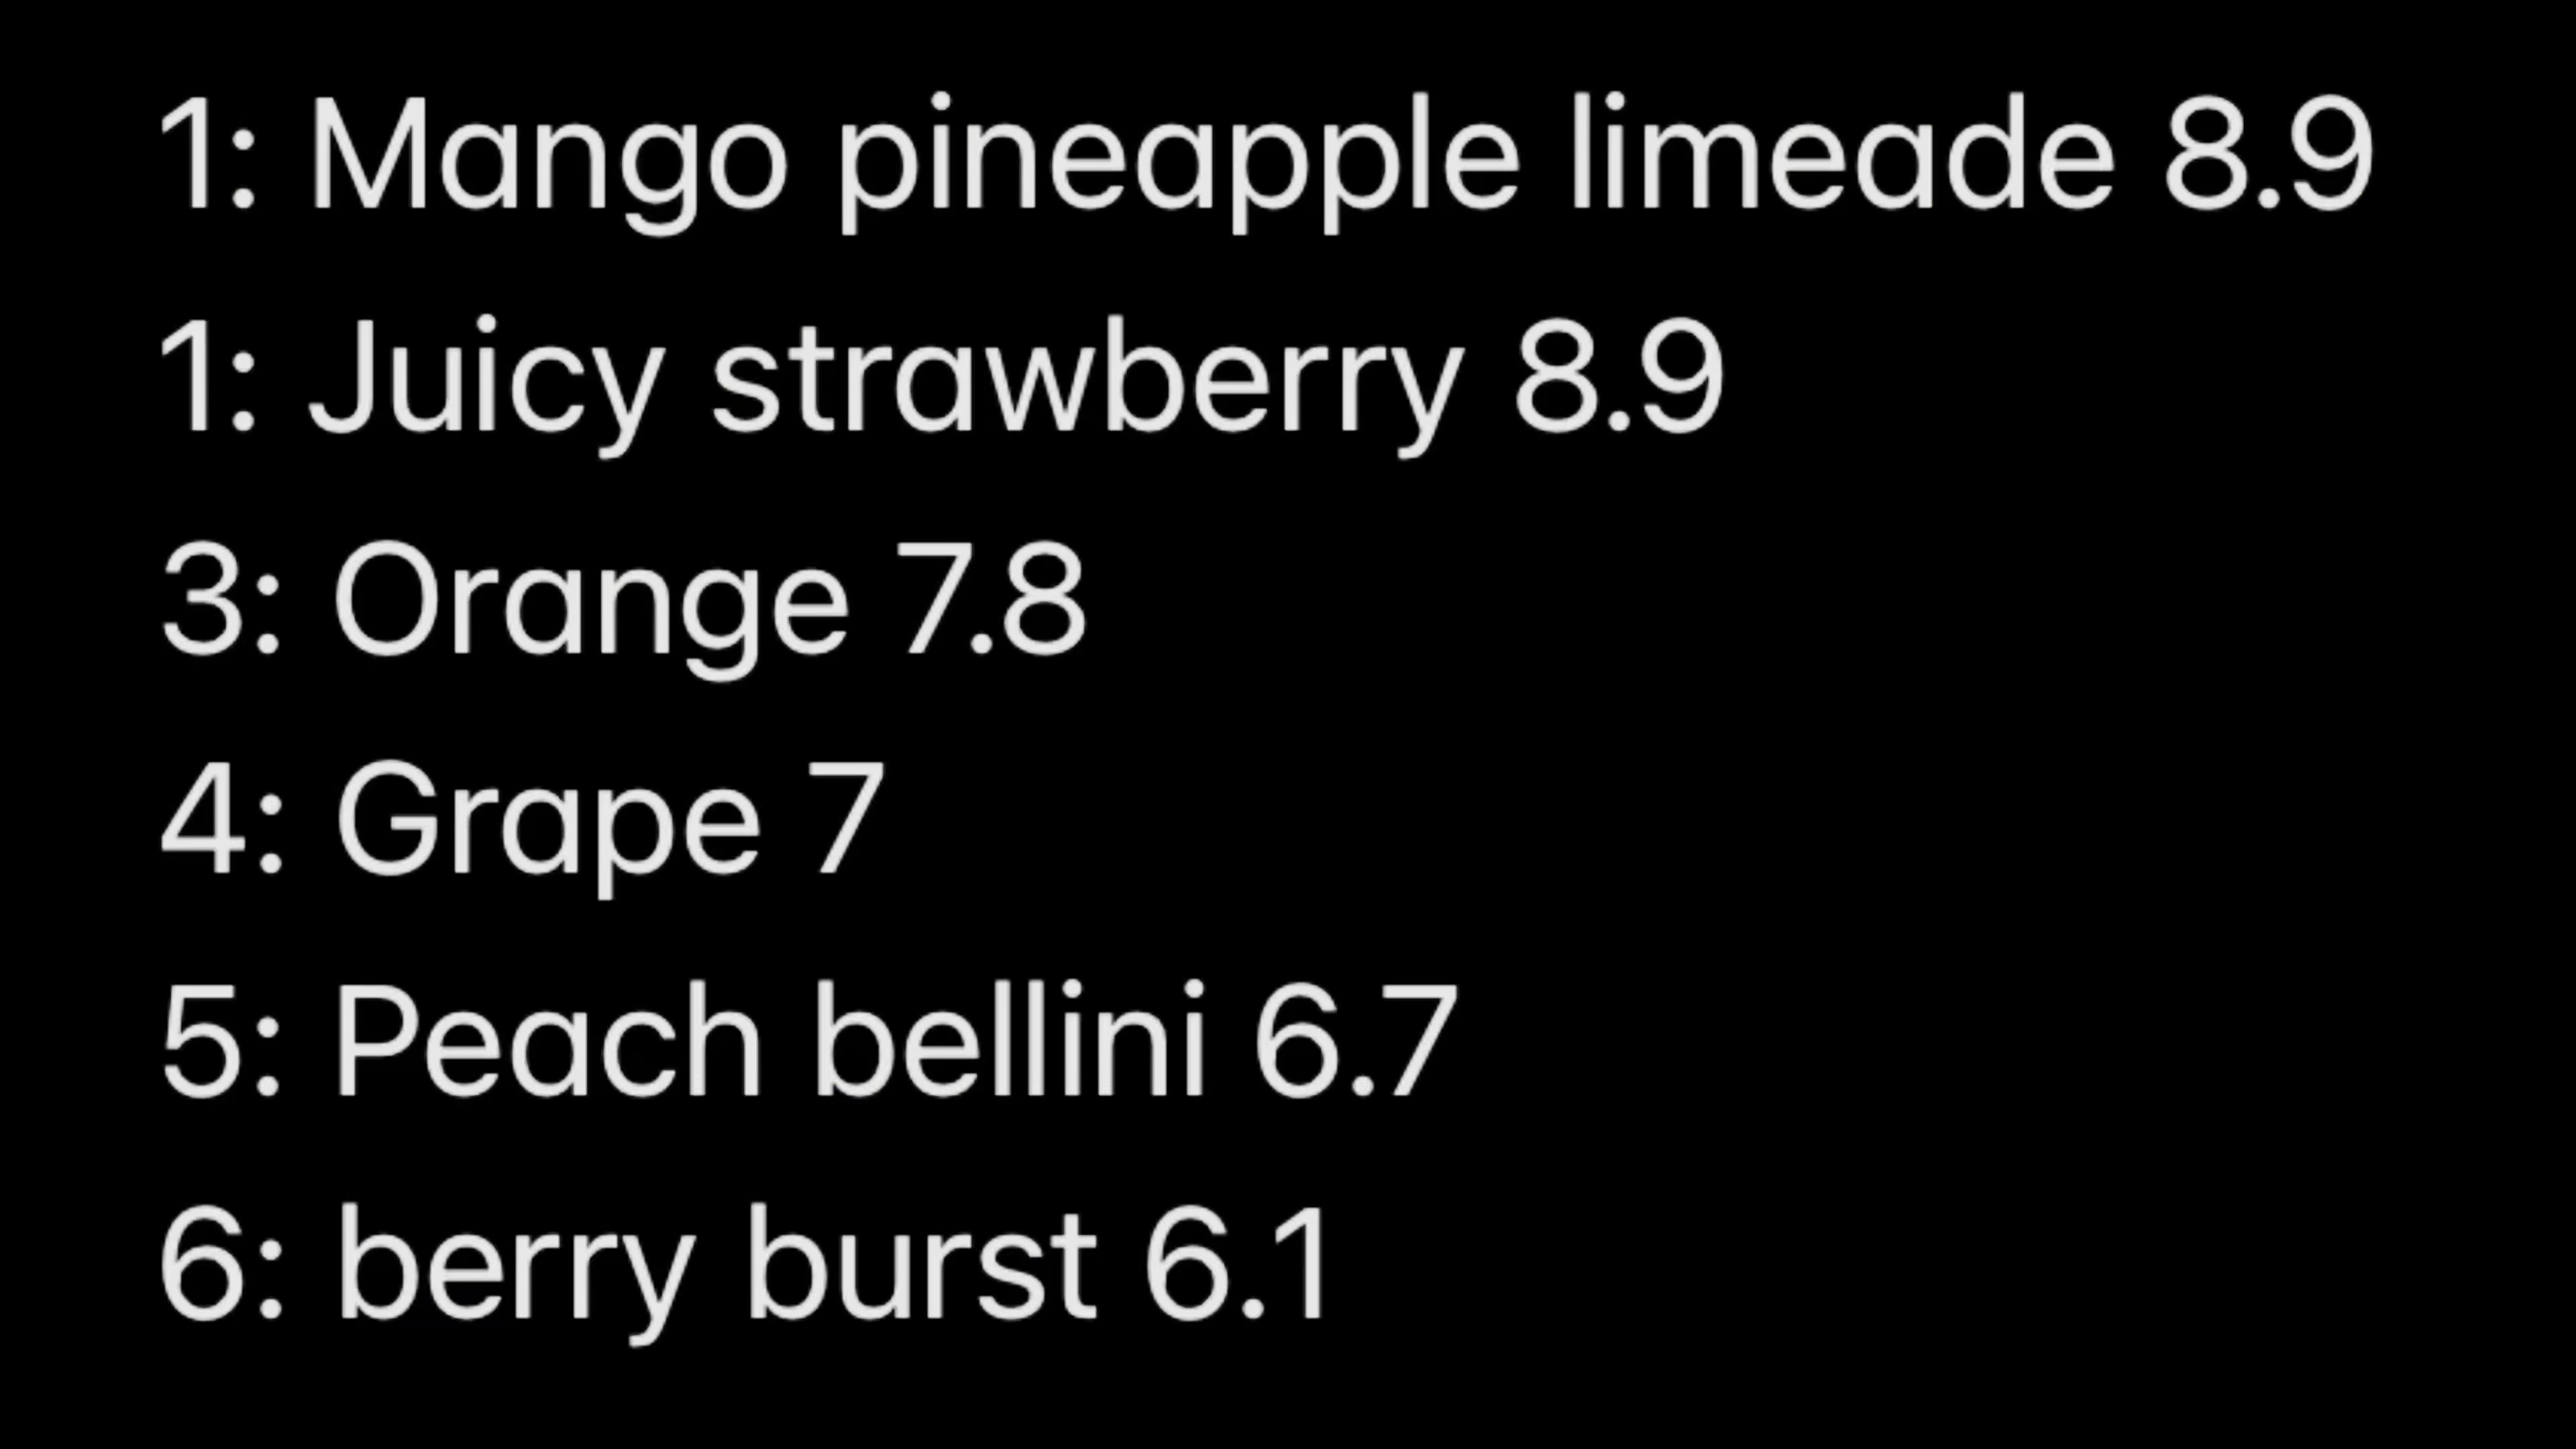 1: Mango pineapple limeade 8.9
1: Juicy strawberry 8.9
3: Orange 7.8
4: Grape 7
5: Peach bellini 6.7
6: berry burst 6.1